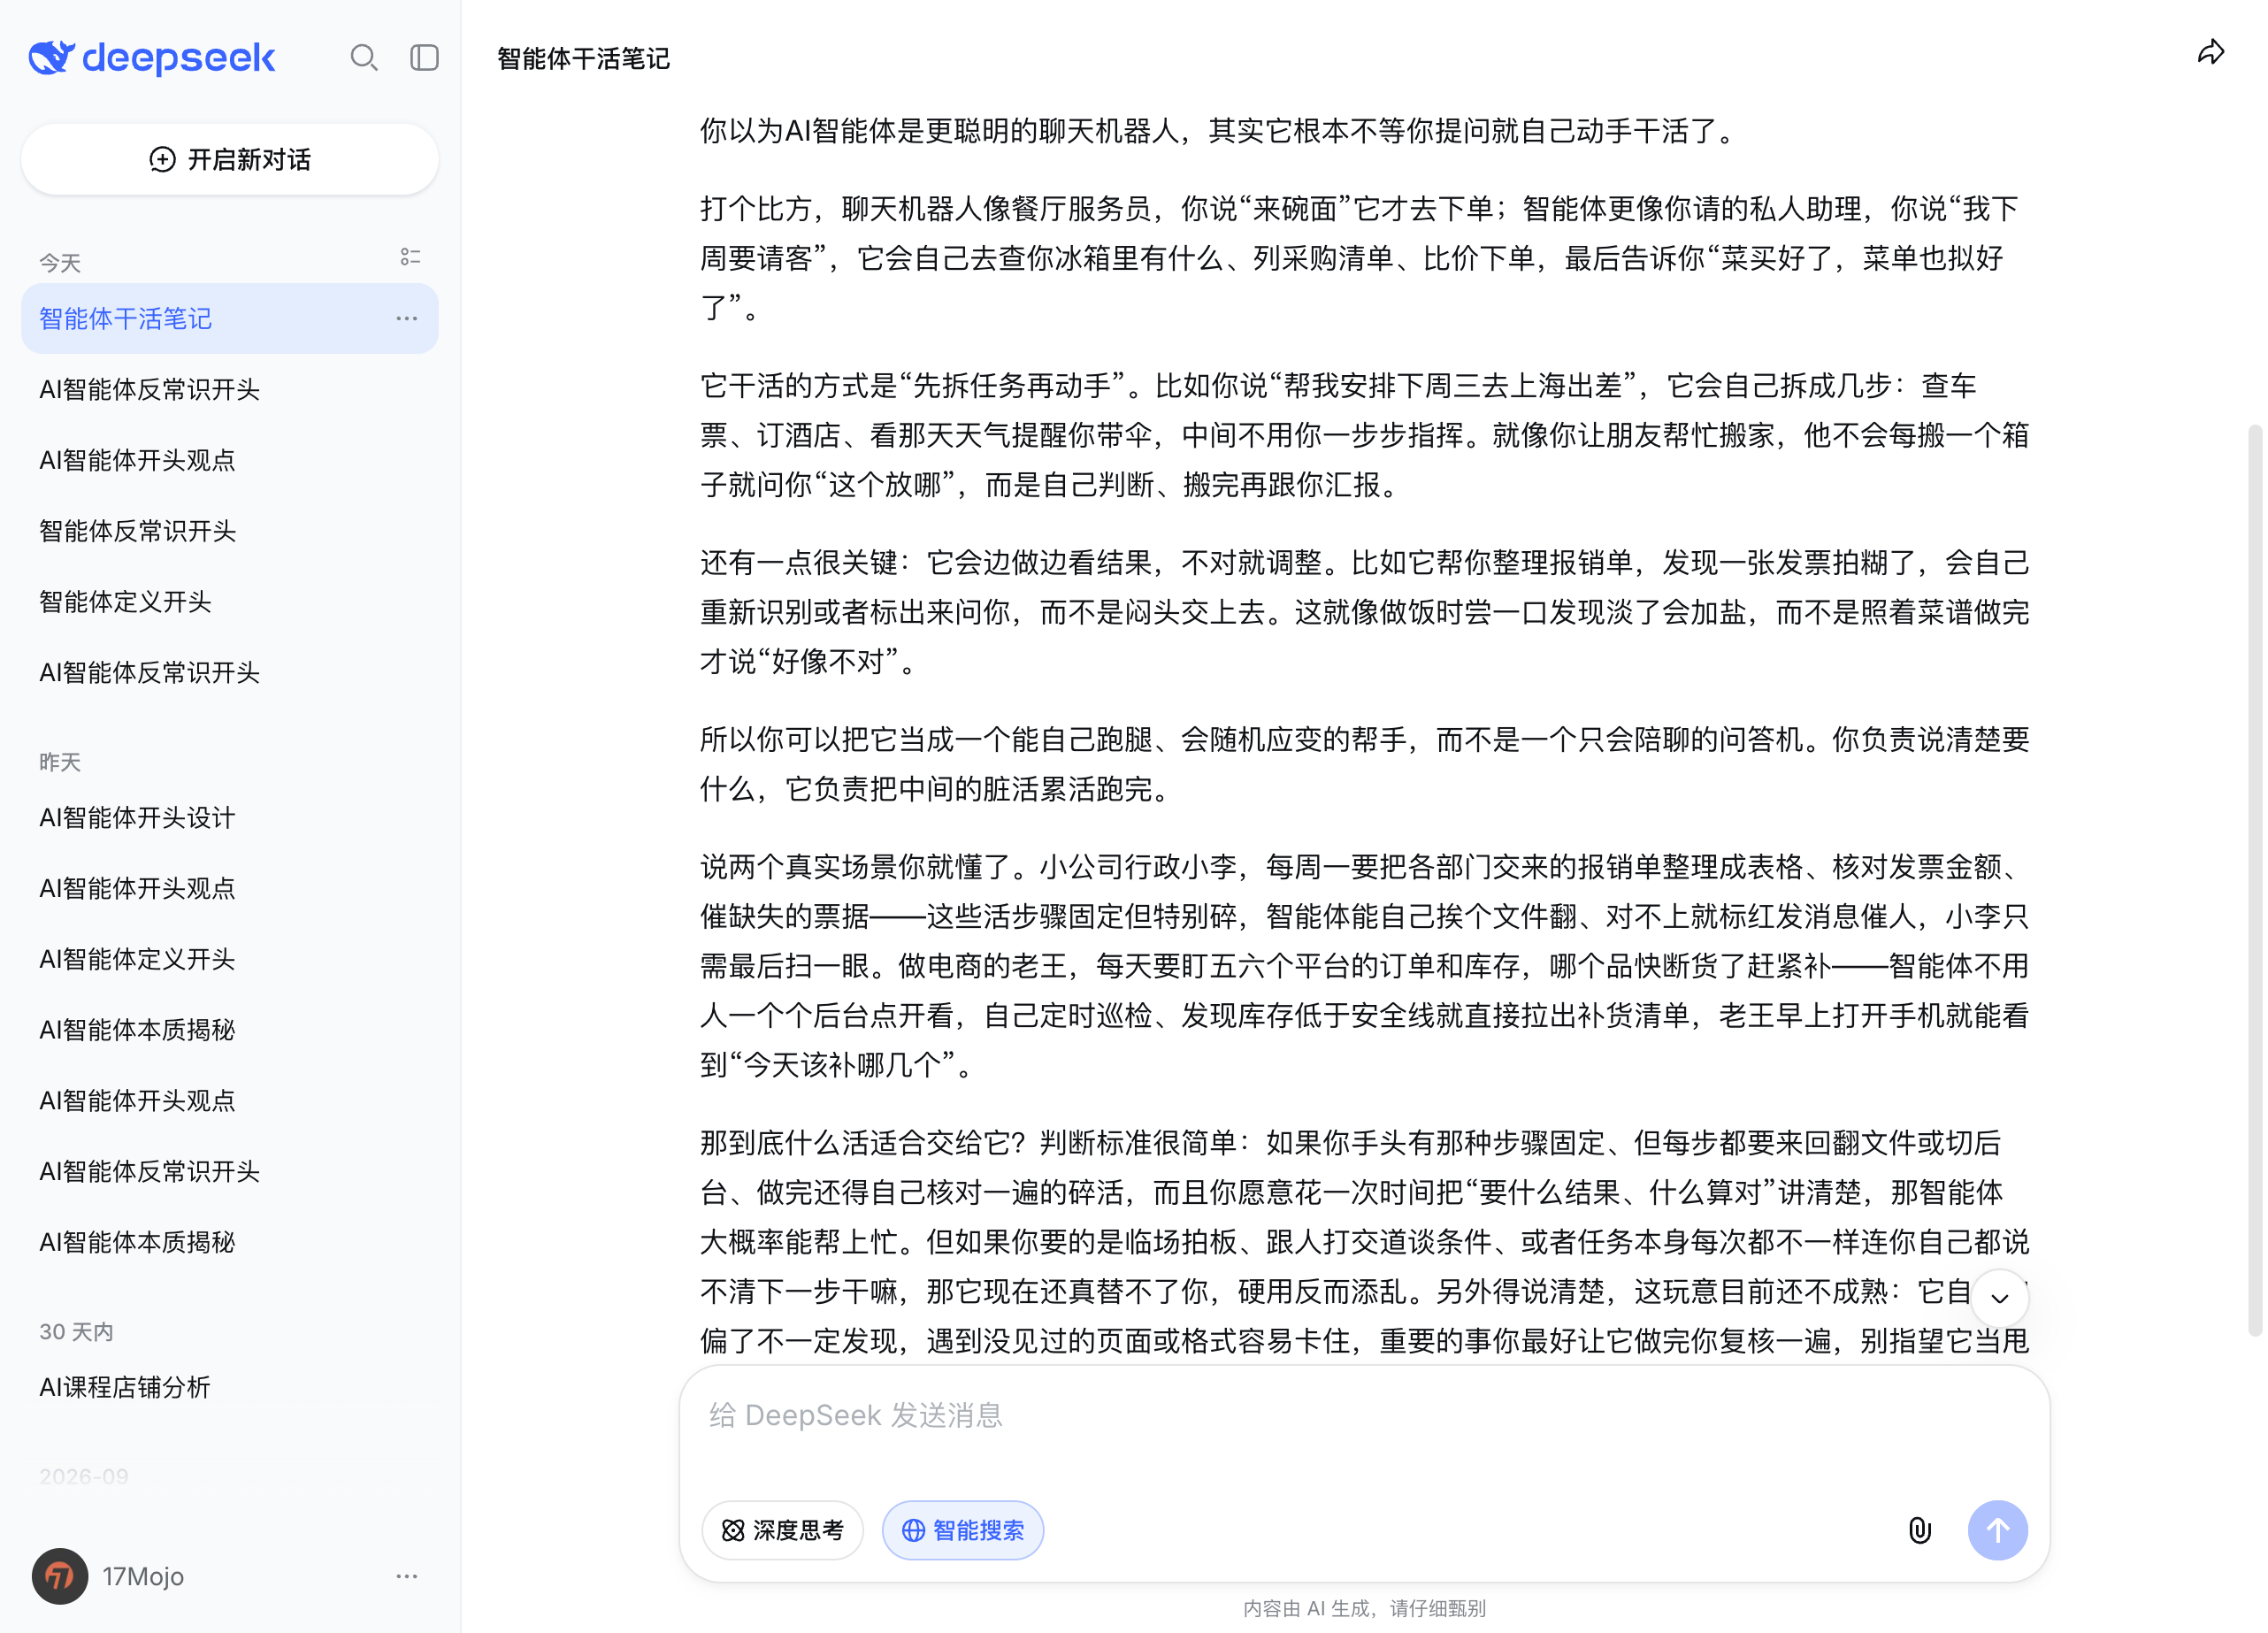 deepseek
开启新对话
今天
智能体干活笔记
AI智能体反常识开头
AI智能体开头观点
智能体反常识开头
智能体定义开头
AI智能体反常识开头
昨天
AI智能体开头设计
AI智能体开头观点
AI智能体定义开头
AI智能体本质揭秘
AI智能体开头观点
AI智能体反常识开头
AI智能体本质揭秘
30 天内
AI课程店铺分析
2026-09
17Mojo
智能体干活笔记
你以为AI智能体是更聪明的聊天机器人，其实它根本不等你提问就自己动手干活了。
打个比方，聊天机器人像餐厅服务员，你说“来碗面”它才去下单；智能体更像你请的私人助理，你说“我下
周要请客”，它会自己去查你冰箱里有什么、列采购清单、比价下单，最后告诉你“菜买好了，菜单也拟好
了”。
它干活的方式是“先拆任务再动手”。比如你说“帮我安排下周三去上海出差”，它会自己拆成几步：查车
票、订酒店、看那天天气提醒你带伞，中间不用你一步步指挥。就像你让朋友帮忙搬家，他不会每搬一个箱
子就问你“这个放哪”，而是自己判断、搬完再跟你汇报。
还有一点很关键：它会边做边看结果，不对就调整。比如它帮你整理报销单，发现一张发票拍糊了，会自己
重新识别或者标出来问你，而不是闷头交上去。这就像做饭时尝一口发现淡了会加盐，而不是照着菜谱做完
才说“好像不对”。
所以你可以把它当成一个能自己跑腿、会随机应变的帮手，而不是一个只会陪聊的问答机。你负责说清楚要
什么，它负责把中间的脏活累活跑完。
说两个真实场景你就懂了。小公司行政小李，每周一要把各部门交来的报销单整理成表格、核对发票金额、
催缺失的票据——这些活步骤固定但特别碎，智能体能自己挨个文件翻、对不上就标红发消息催人，小李只
需最后扫一眼。做电商的老王，每天要盯五六个平台的订单和库存，哪个品快断货了赶紧补——智能体不用
人一个个后台点开看，自己定时巡检、发现库存低于安全线就直接拉出补货清单，老王早上打开手机就能看
到“今天该补哪几个”。
那到底什么活适合交给它？判断标准很简单：如果你手头有那种步骤固定、但每步都要来回翻文件或切后
台、做完还得自己核对一遍的碎活，而且你愿意花一次时间把“要什么结果、什么算对”讲清楚，那智能体
大概率能帮上忙。但如果你要的是临场拍板、跟人打交道谈条件、或者任务本身每次都不一样连你自己都说
不清下一步干嘛，那它现在还真替不了你，硬用反而添乱。另外得说清楚，这玩意目前还不成熟：它自
偏了不一定发现，遇到没见过的页面或格式容易卡住，重要的事你最好让它做完你复核一遍，别指望它当甩
给 DeepSeek 发送消息
深度思考
智能搜索
内容由 AI 生成，请仔细甄别